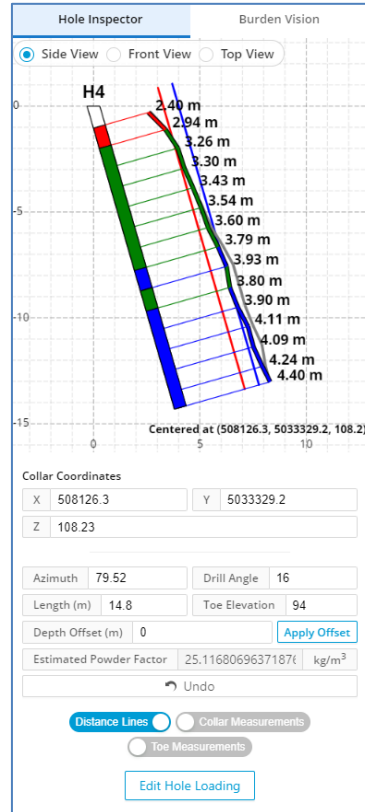 Hole Inspector Burden Vision
Side View Front View Top View
H4
0
2.40 m
2.94 m
3.26 m
3.30 m
3.43 m
3.54 m
-5
3.60 m
3.79 m
3.93 m
3.80 m
3.90 m
-10
4.11 m
4.09 m
4.24 m
4.40 m
-15
Centered at (508126.3, 5033329.2, 108.2)
0 5 10
Collar Coordinates
X 508126.3 Y 5033329.2
Z 108.23
Azimuth 79.52 Drill Angle 16
Length (m) 14.8 Toe Elevation 94
Depth Offset (m) 0 Apply Offset
Estimated Powder Factor 25.1168069637187 kg/m³
Undo
Distance Lines Collar Measurements
Toe Measurements
Edit Hole Loading